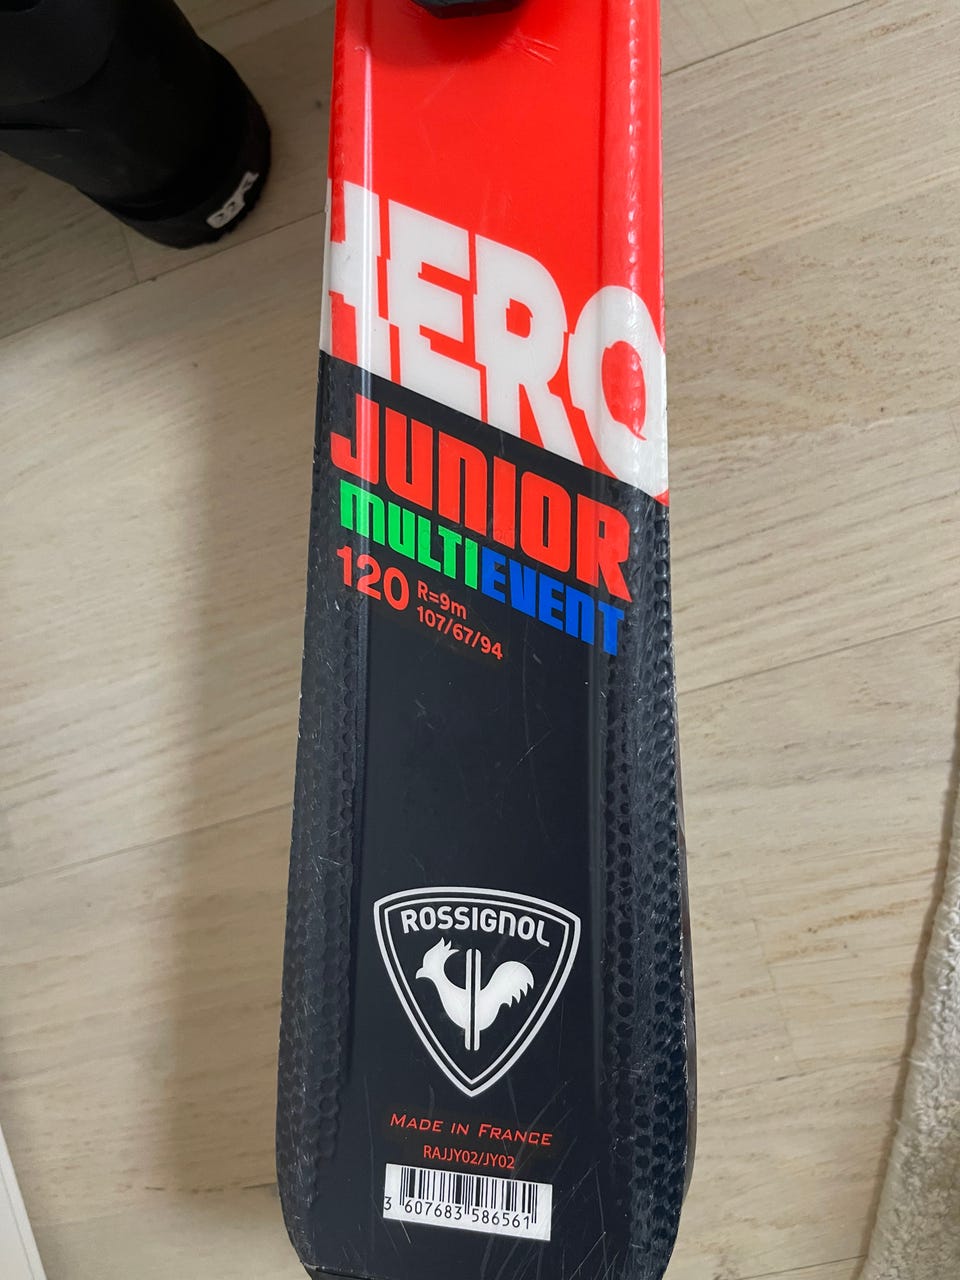 HERO
JUNIOR
MULTIEVENT
120 R=9m
107/67/94
ROSSIGNOL
MADE IN FRANCE
RAJJY02/JY02
3 607683 586561